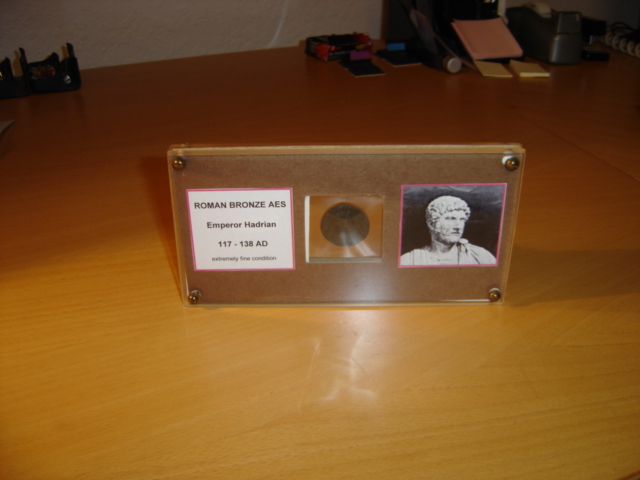 ROMAN BRONZE AES
Emperor Hadrian
117 - 138 AD
extremely fine condition